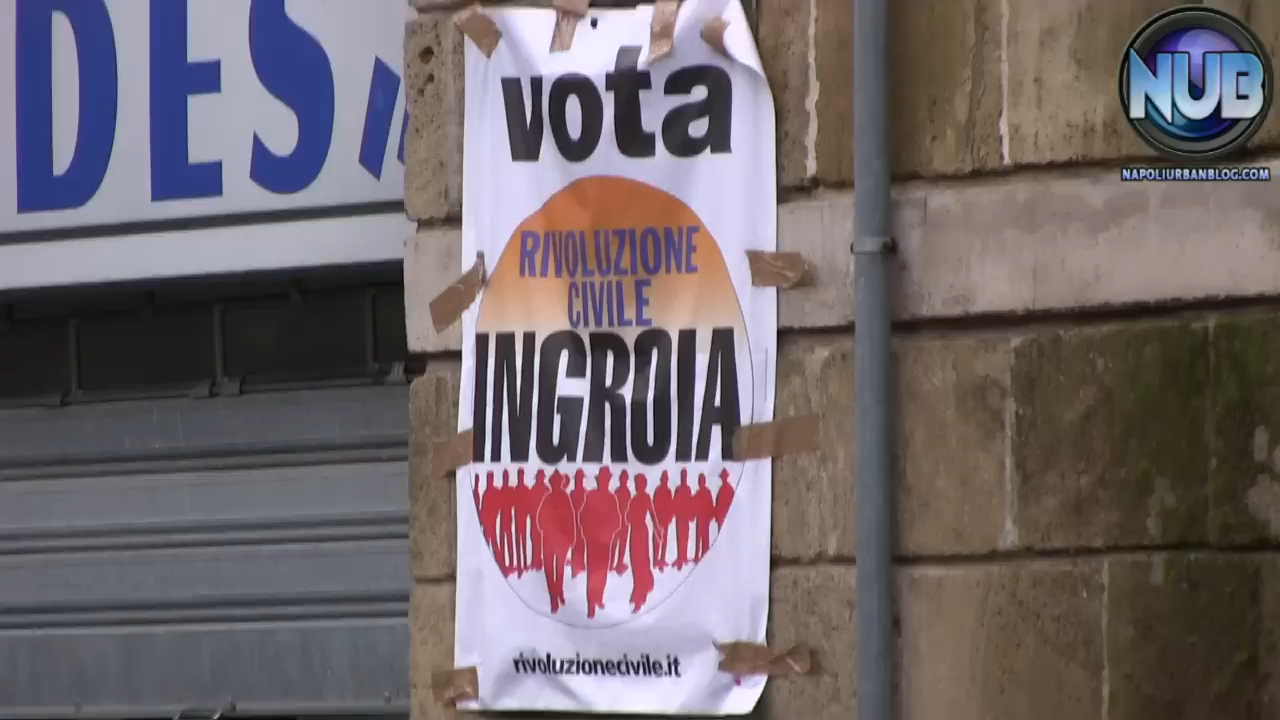 DES
vota
RIVOLUZIONE
CIVILE
INGROIA
rivoluzionecivile.it
NUB
NAPOLIURBANBLOG.COM